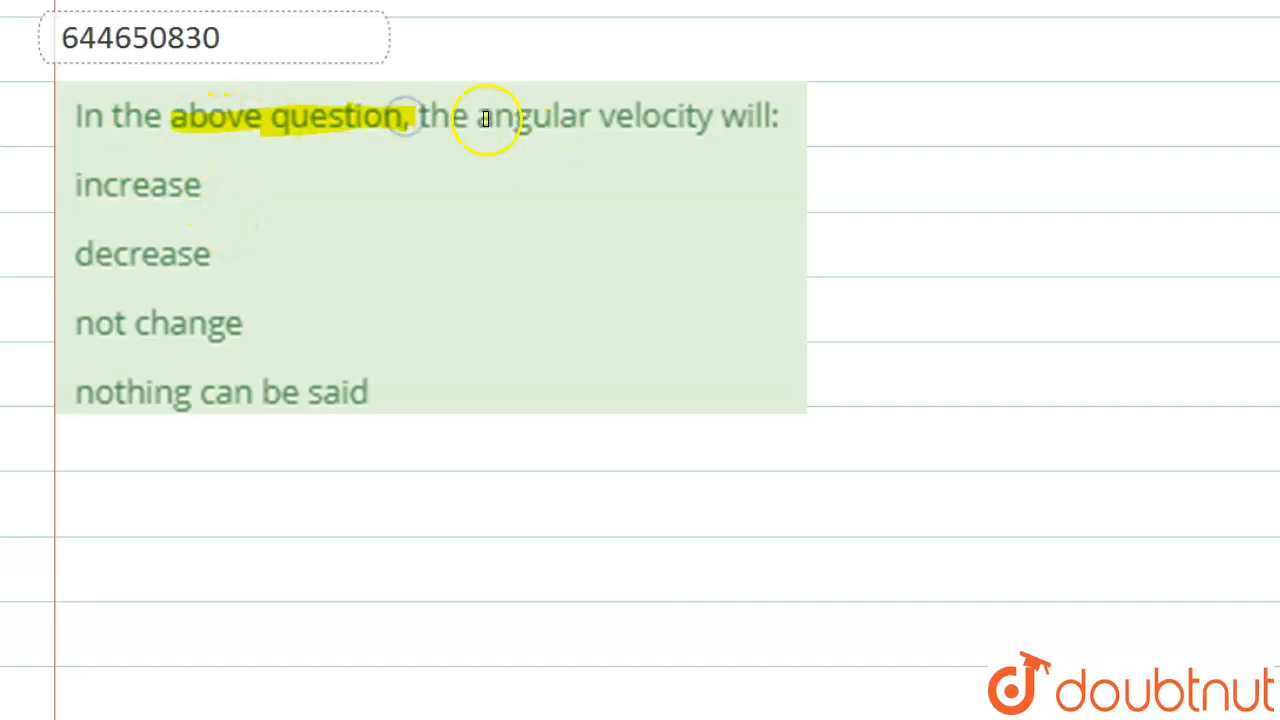 644650830
In the above question, the angular velocity will:
increase
decrease
not change
nothing can be said
doubtnut